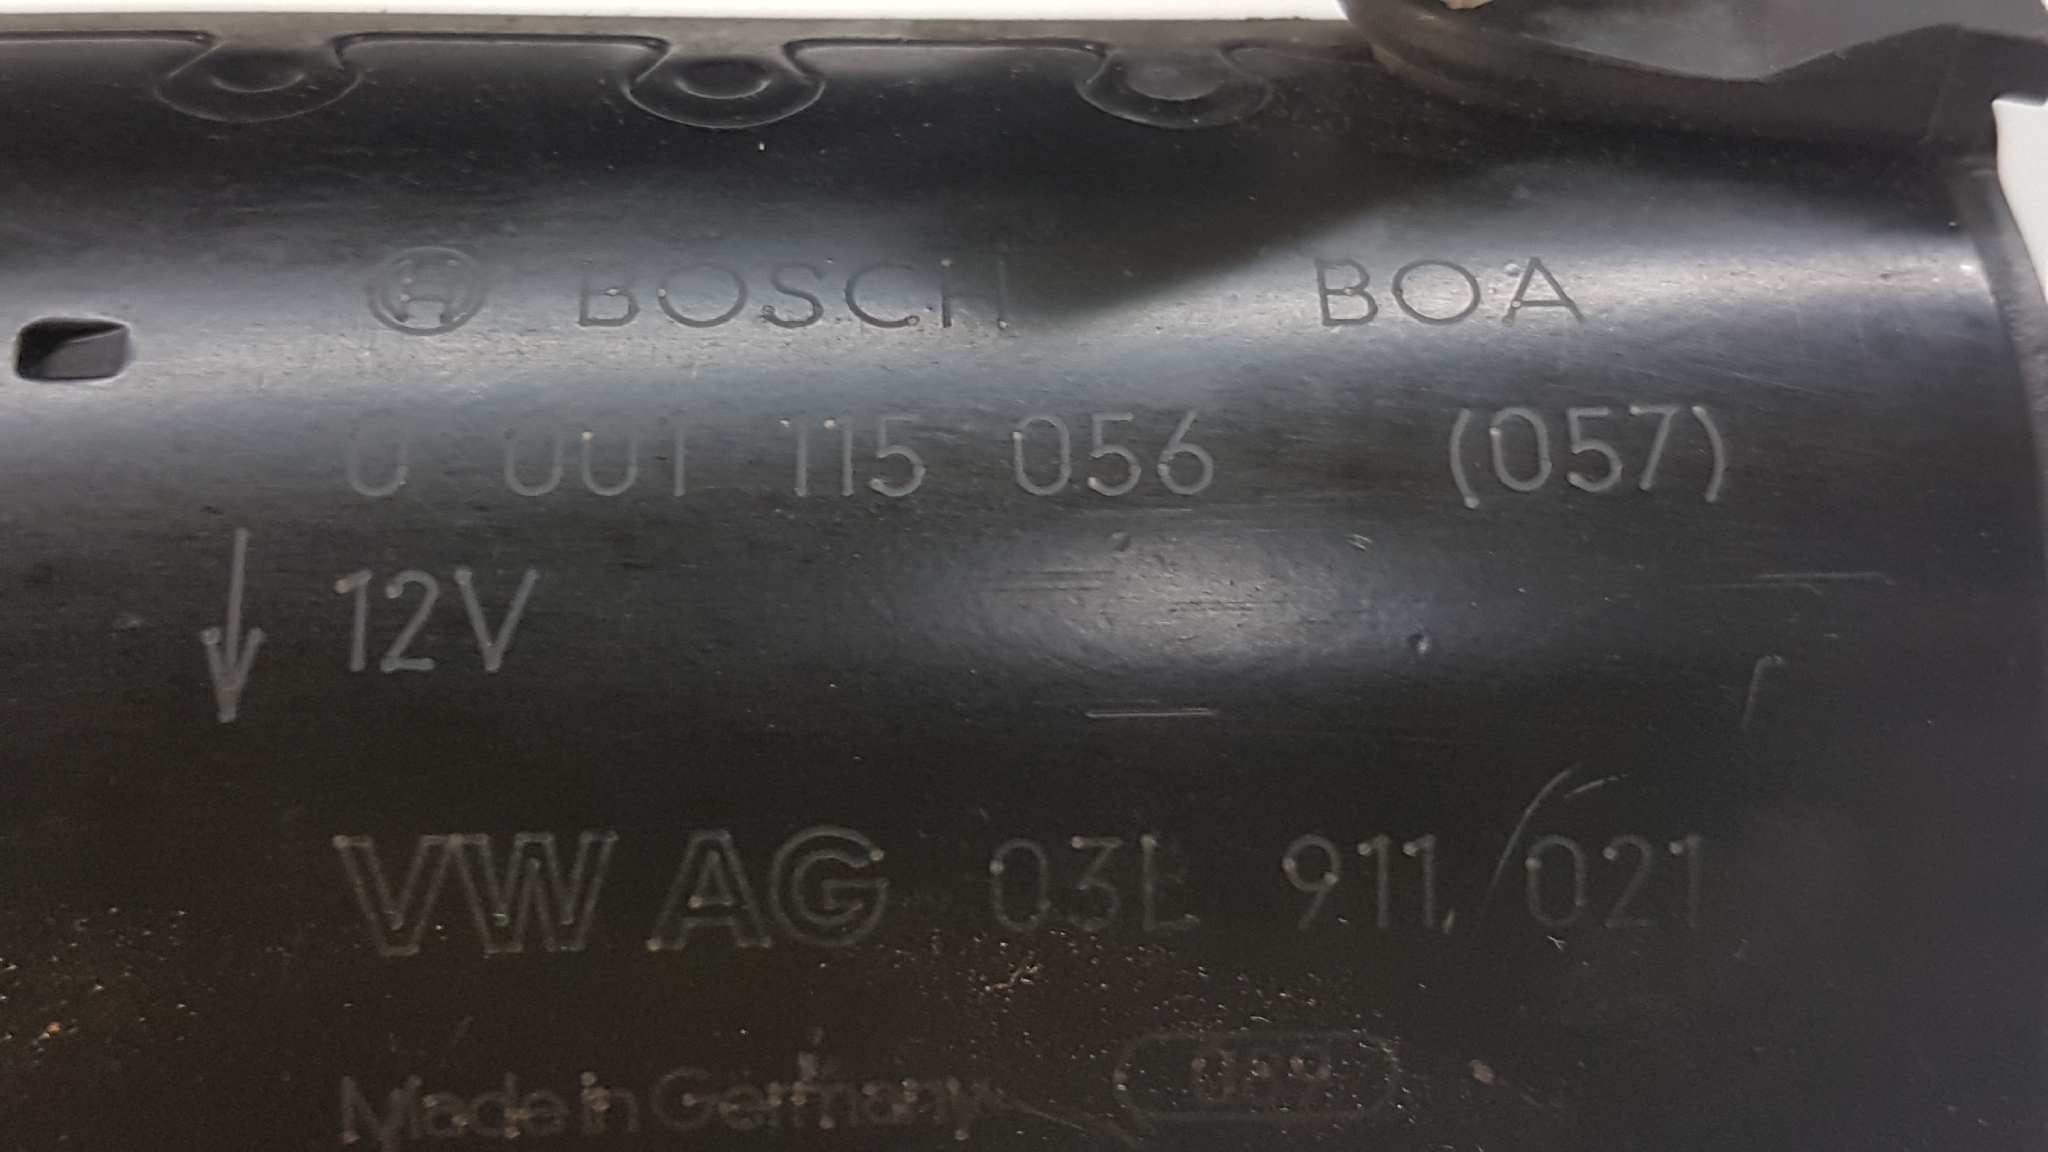 BOSCH BOA
0 001 115 056 (057)
12V
VW AG 03L 911 021
Made in Germany